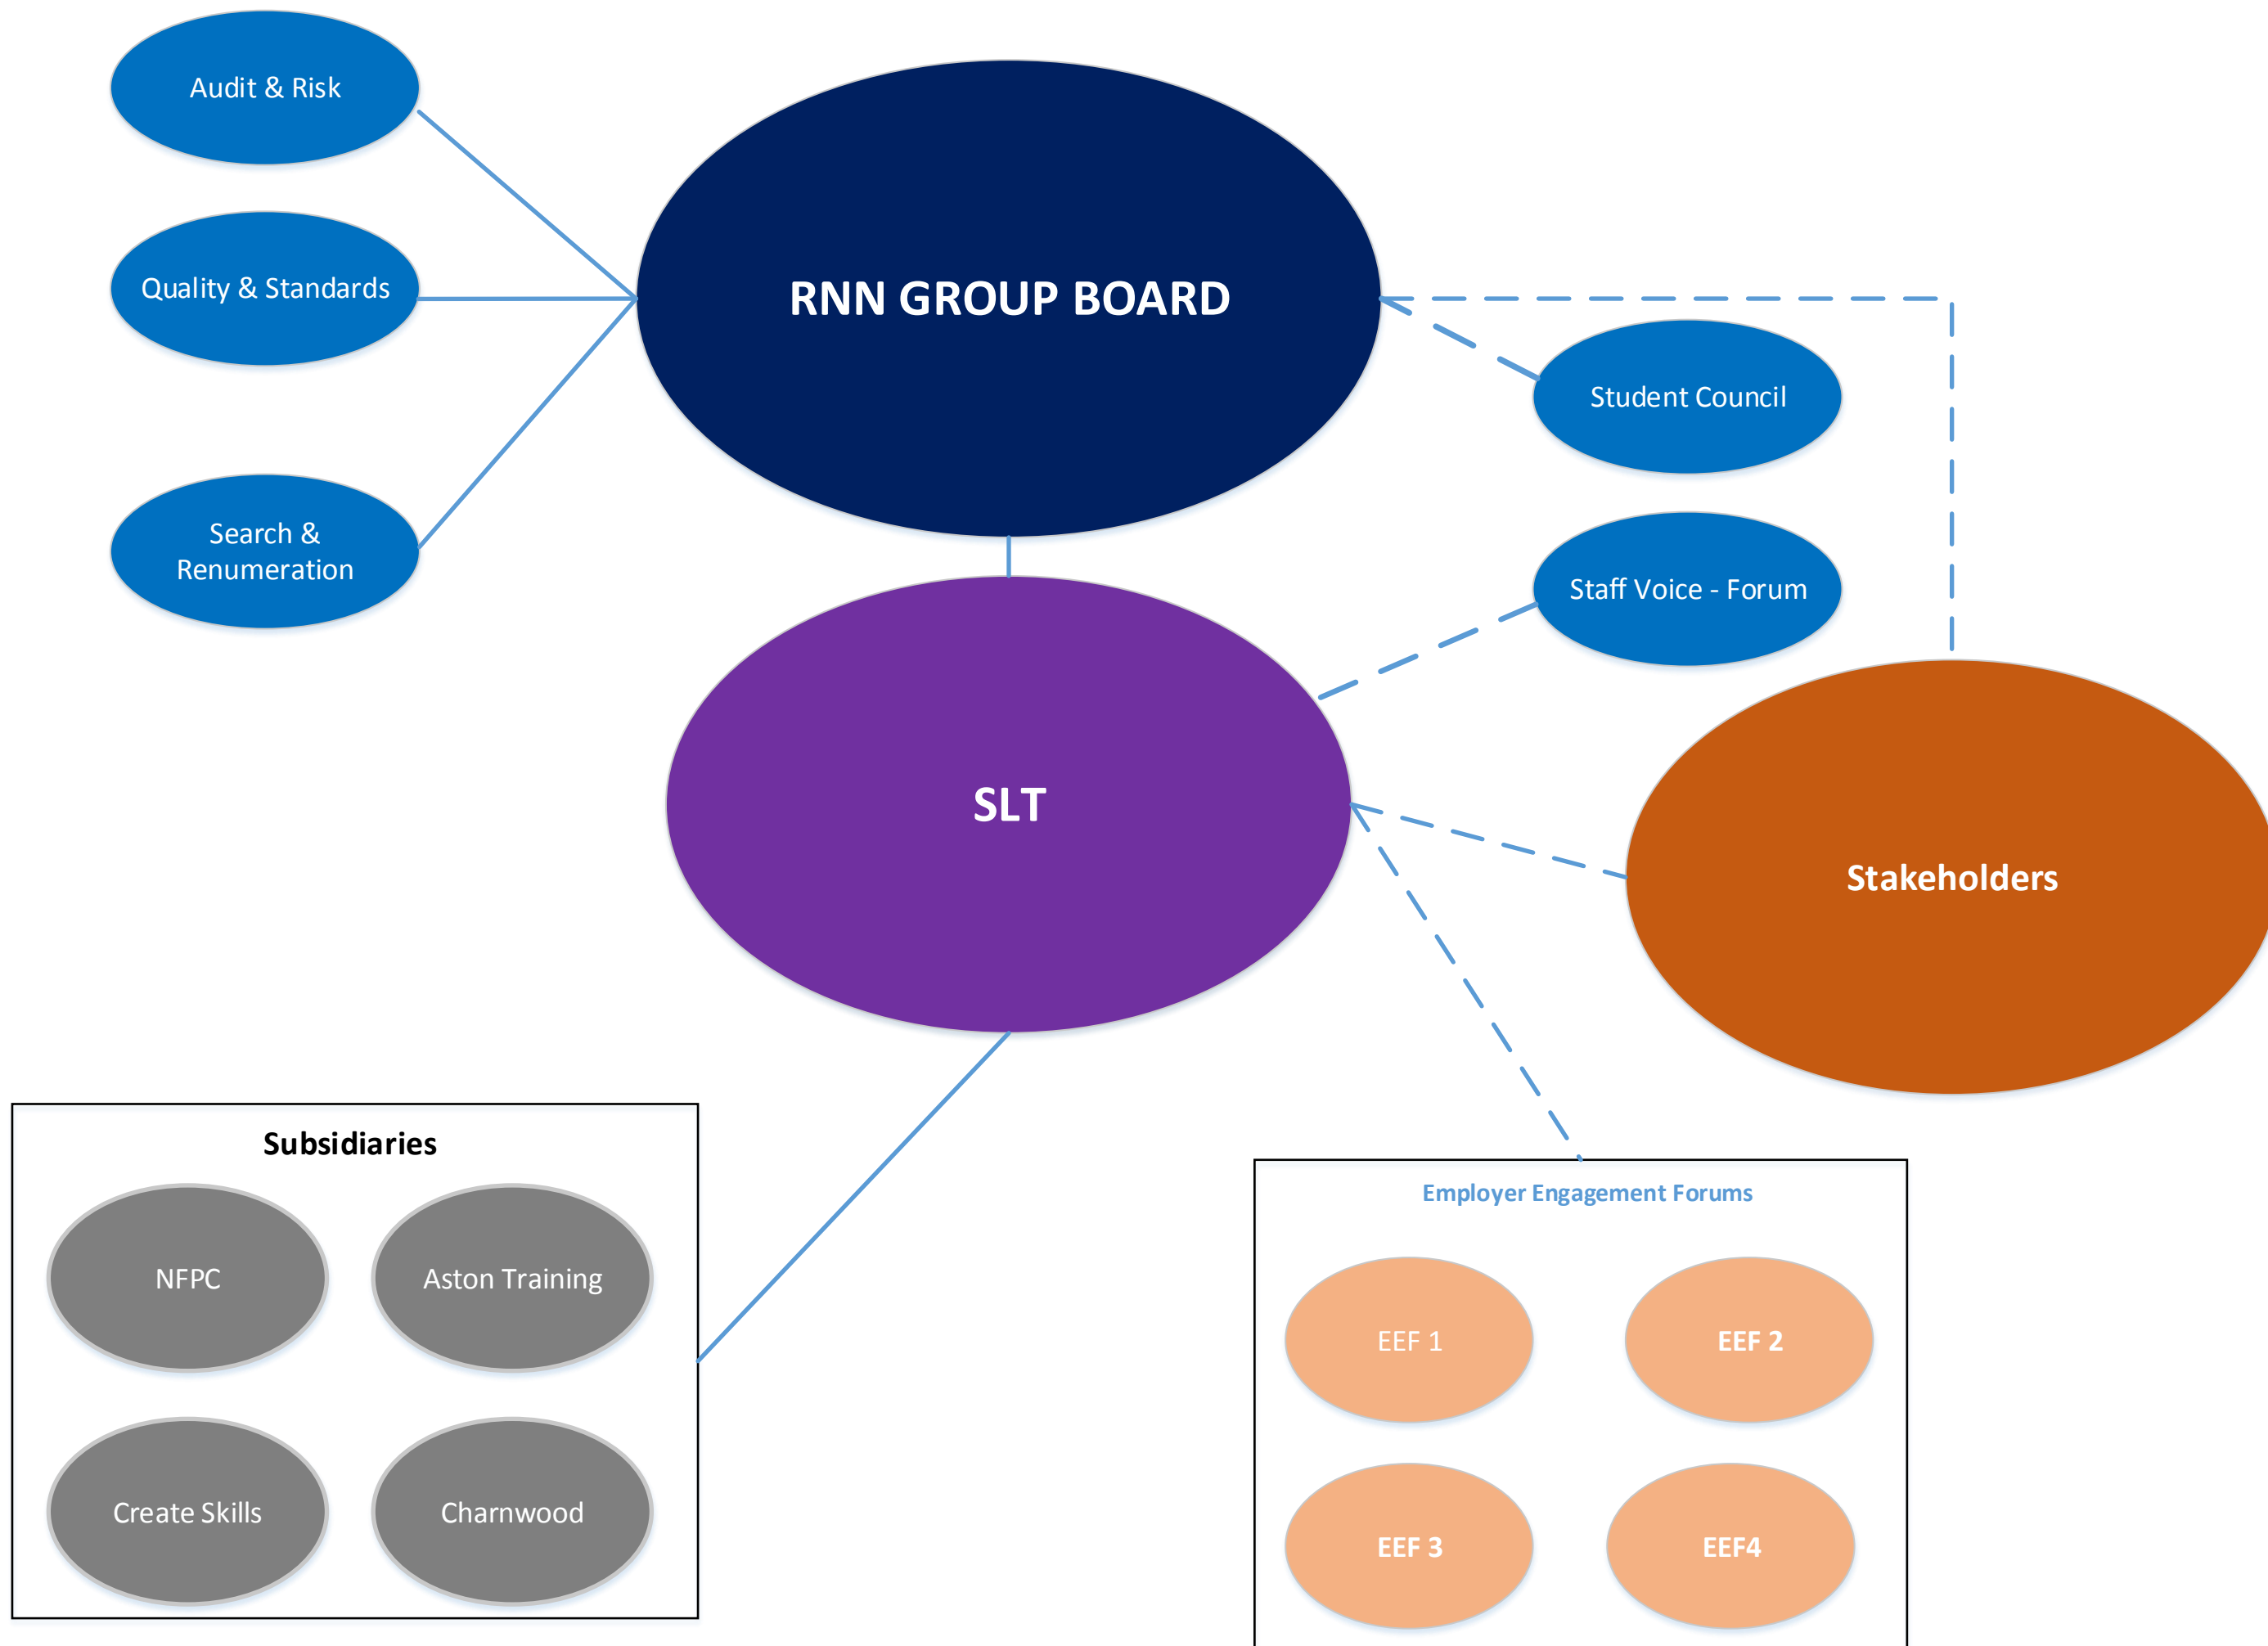 Audit & Risk
RNN GROUP BOARD
Quality & Standards
Student Council
Search &
Renumeration
Staff Voice - Forum
SLT
Stakeholders
Subsidiaries
NFPC
Aston Training
Create Skills
Charnwood
Employer Engagement Forums
EEF 1
EEF 2
EEF 3
EEF4